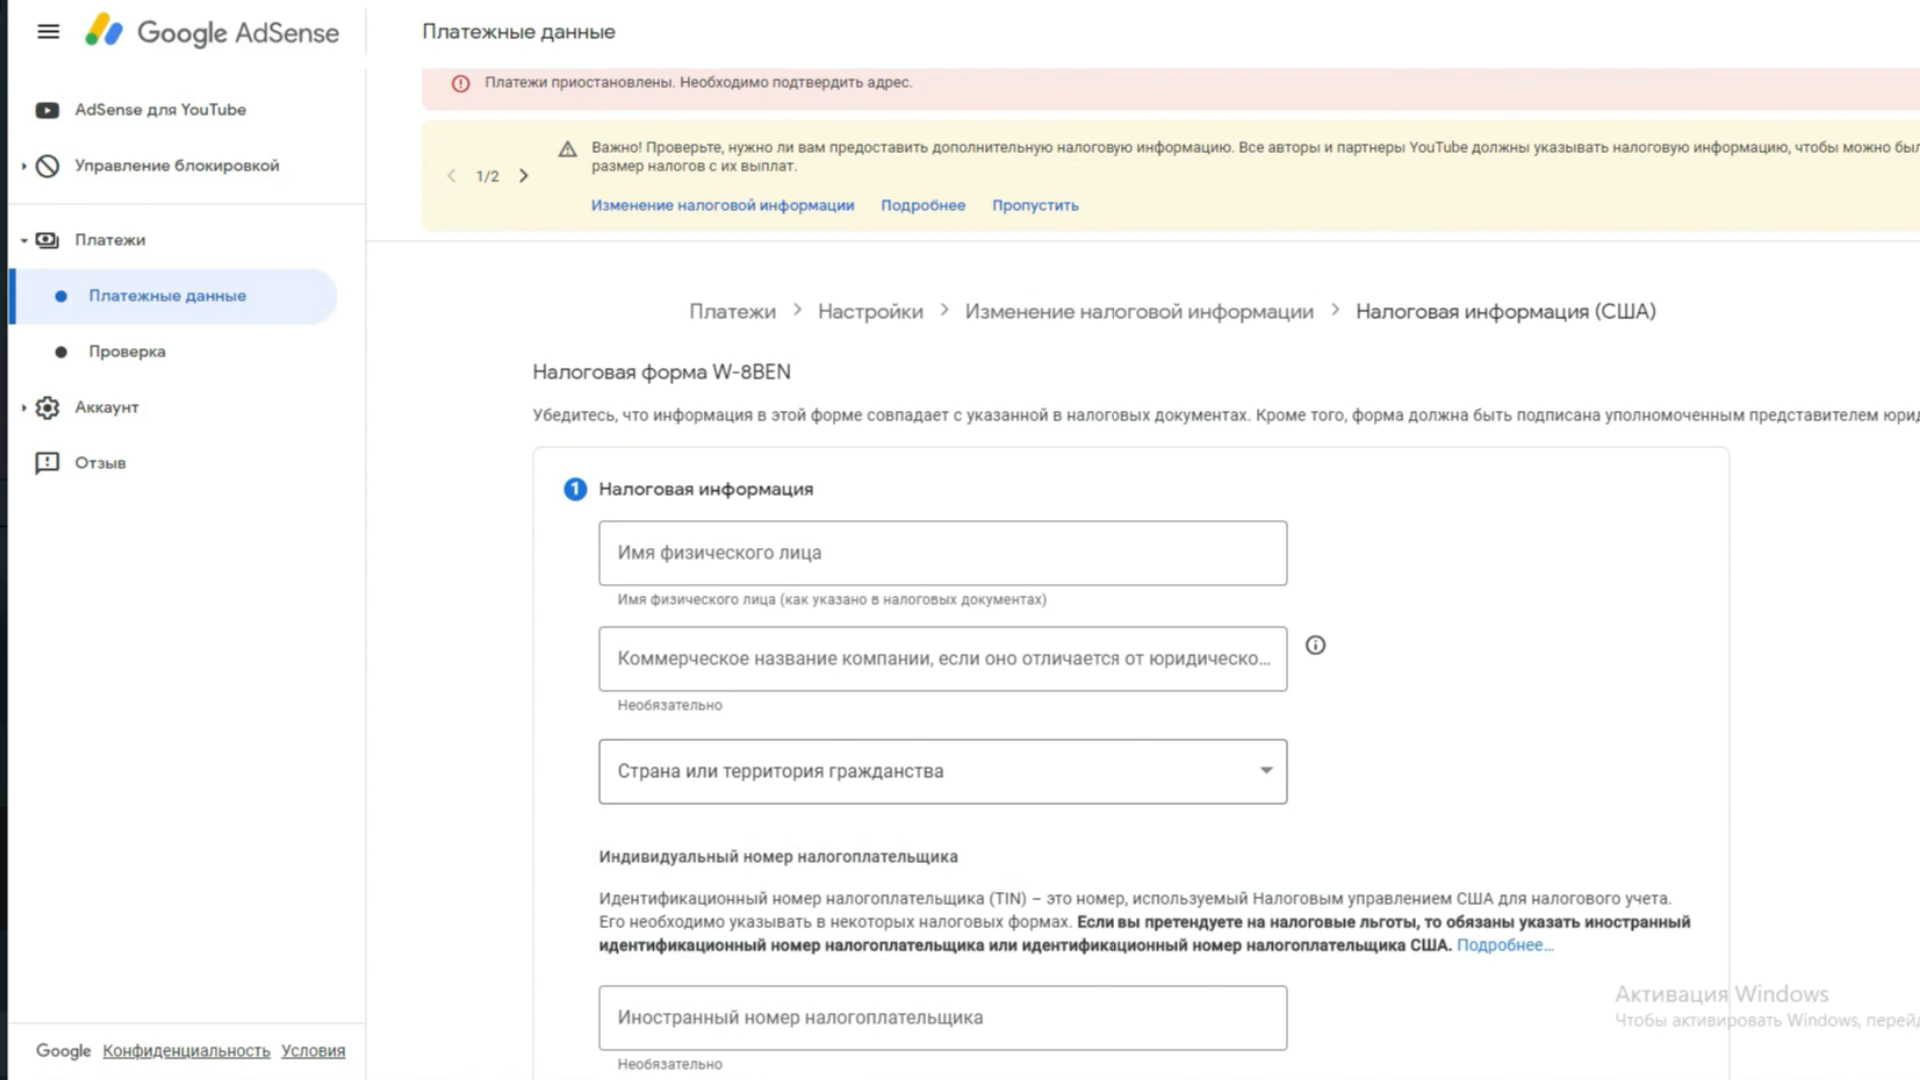 Google AdSense
Платежные данные
Платежи приостановлены. Необходимо подтвердить адрес.
AdSense для YouTube
Управление блокировкой
Платежи
Платежные данные
Проверка
Аккаунт
Отзыв
1/2
Важно! Проверьте, нужно ли вам предоставить дополнительную налоговую информацию. Все авторы и партнеры YouTube должны указывать налоговую информацию, чтобы можно
размер налогов с их выплат.
Изменение налоговой информации Подробнее Пропустить
Платежи > Настройки > Изменение налоговой информации > Налоговая информация (США)
Налоговая форма W-8BEN
Убедитесь, что информация в этой форме совпадает с указанной в налоговых документах. Кроме того, форма должна быть подписана уполномоченным представителем
1 Налоговая информация
Имя физического лица
Имя физического лица (как указано в налоговых документах)
Коммерческое название компании, если оно отличается от юридическо...
Необязательно
Страна или территория гражданства
Индивидуальный номер налогоплательщика
Идентификационный номер налогоплательщика (TIN) – это номер, используемый Налоговым управлением США для налогового учета.
Его необходимо указывать в некоторых налоговых формах. Если вы претендуете на налоговые льготы, то обязаны указать иностранный
идентификационный номер налогоплательщика или идентификационный номер налогоплательщика США. Подробнее...
Иностранный номер налогоплательщика
Необязательно
Активация Windows
Чтобы активировать Windows,
Google Конфиденциальность Условия